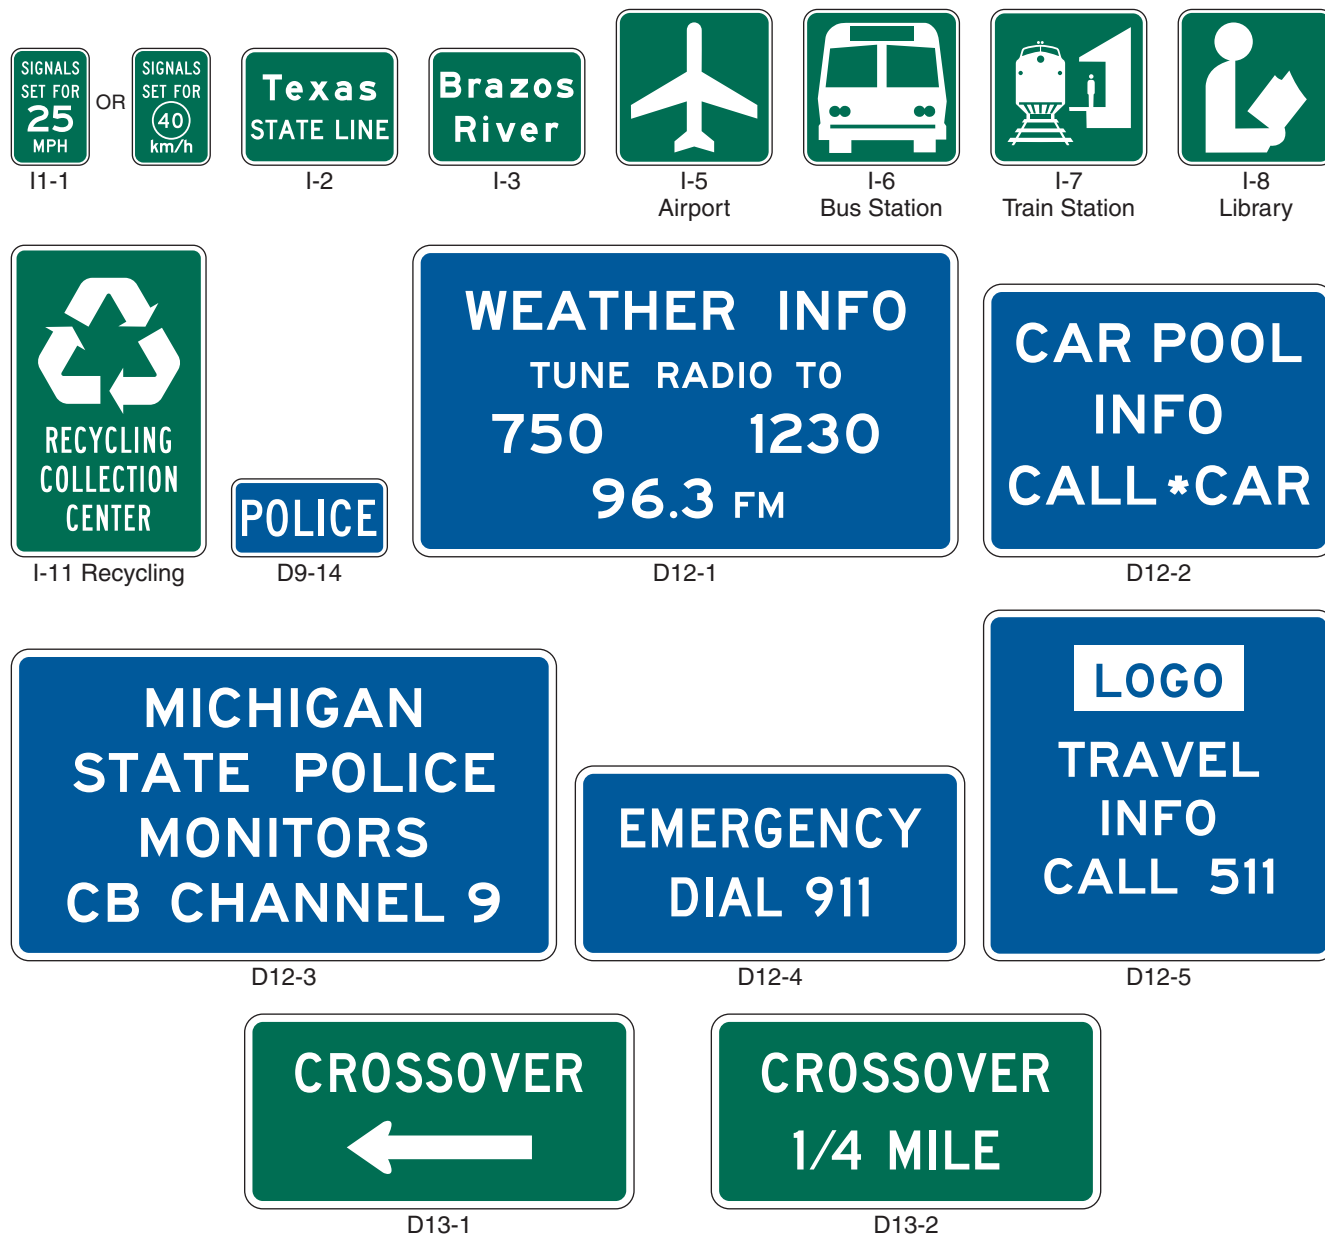 SIGNALS
SET FOR
25
MPH
OR
SIGNALS
SET FOR
40
km/h
I1-1
Texas
STATE LINE
I-2
Brazos
River
I-3
I-5
Airport
I-6
Bus Station
I-7
Train Station
I-8
Library
RECYCLING
COLLECTION
CENTER
I-11 Recycling
POLICE
D9-14
WEATHER INFO
TUNE RADIO TO
750 1230
96.3 FM
D12-1
CAR POOL
INFO
CALL *CAR
D12-2
MICHIGAN
STATE POLICE
MONITORS
CB CHANNEL 9
D12-3
EMERGENCY
DIAL 911
D12-4
LOGO
TRAVEL
INFO
CALL 511
D12-5
CROSSOVER
D13-1
CROSSOVER
1/4 MILE
D13-2